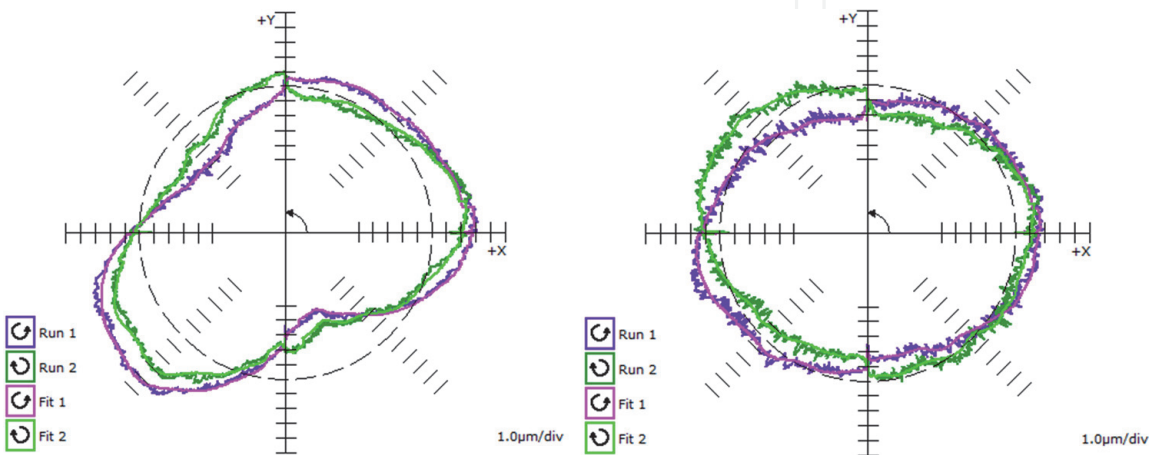 +Y
+X
Run 1
Run 2
Fit 1
Fit 2
1.0µm/div
+Y
+X
Run 1
Run 2
Fit 1
Fit 2
1.0µm/div